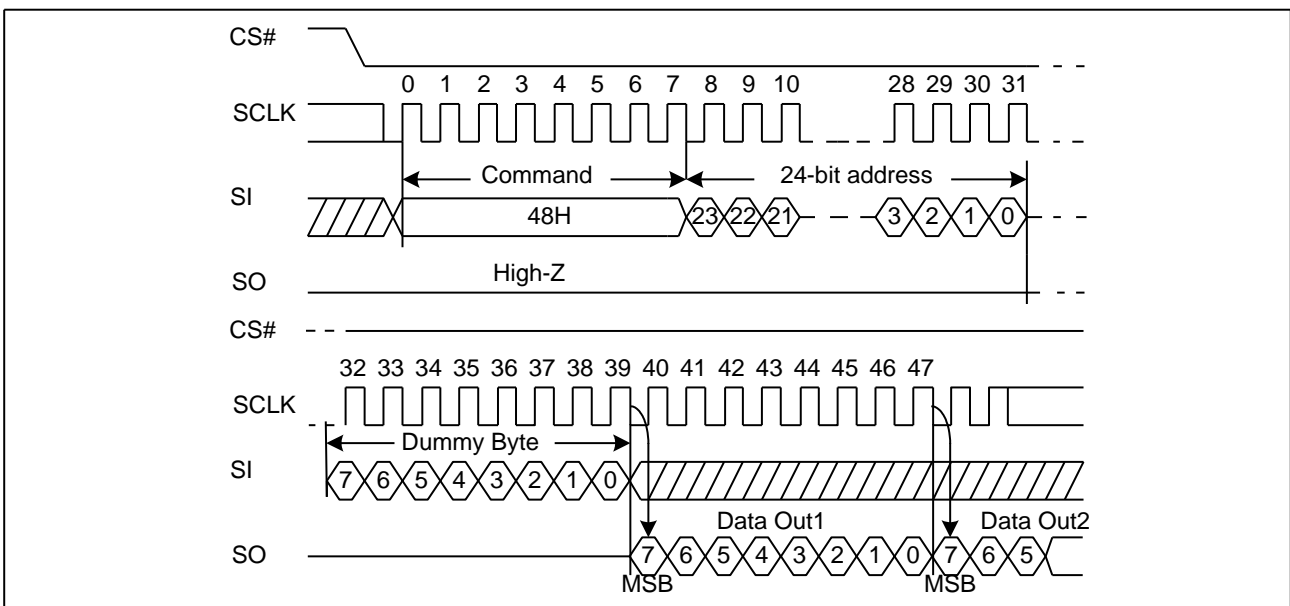 CS#
0 1 2 3 4 5 6 7 8 9 10 28 29 30 31
SCLK
Command 24-bit address
SI
48H 23 22 21 3 2 1 0
High-Z
SO
CS#
32 33 34 35 36 37 38 39 40 41 42 43 44 45 46 47
SCLK
Dummy Byte
SI
7 6 5 4 3 2 1 0
Data Out1 Data Out2
SO
7 6 5 4 3 2 1 0 7 6 5
MSB MSB